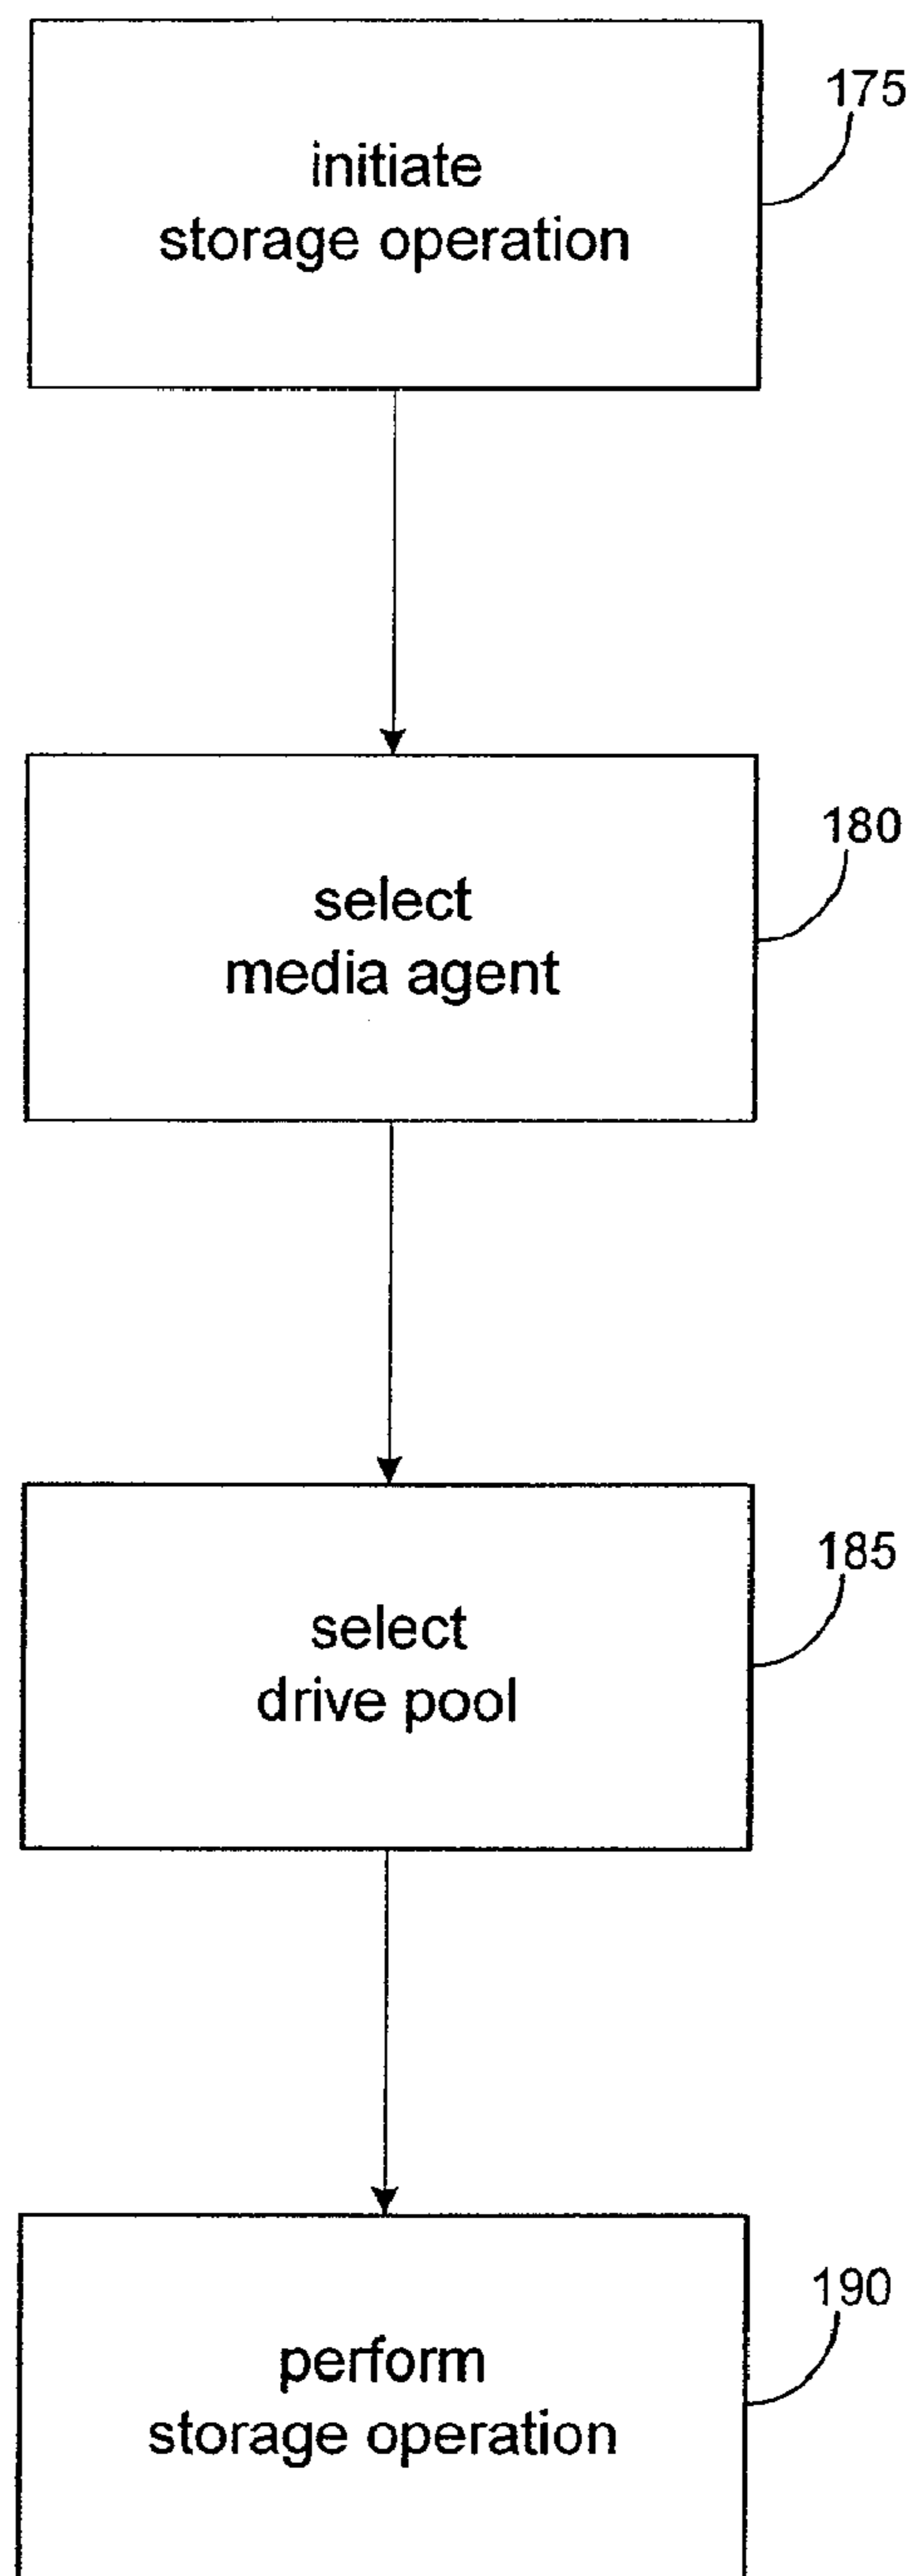 initiate
storage operation
175
select
media agent
180
select
drive pool
185
perform
storage operation
190